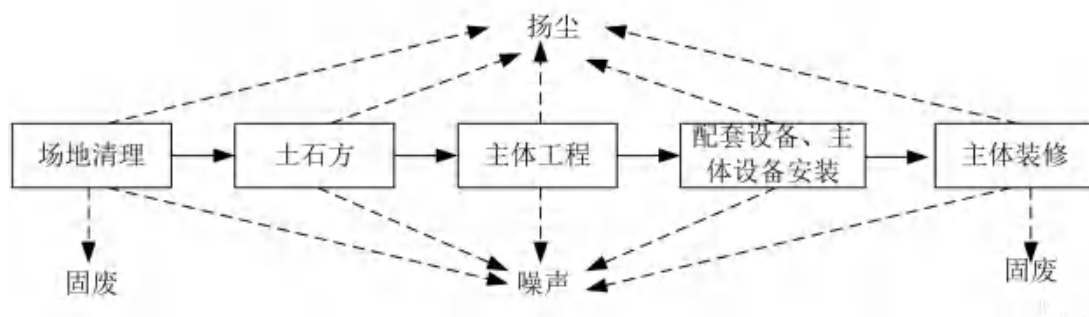 扬尘
场地清理
土石方
主体工程
配套设备、主
体设备安装
主体装修
固废
噪声
固废